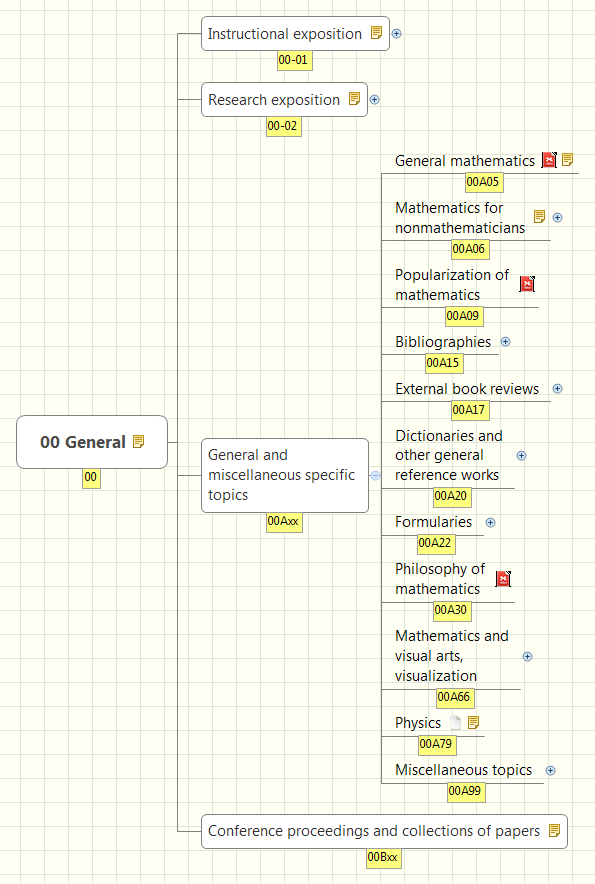 Instructional exposition
00-01
Research exposition
00-02
General mathematics
00A05
Mathematics for
nonmathematicians
00A06
Popularization of
mathematics
00A09
Bibliographies
00A15
External book reviews
00A17
00 General
00
General and
miscellaneous specific
topics
00Axx
Dictionaries and
other general
reference works
00A20
Formularies
00A22
Philosophy of
mathematics
00A30
Mathematics and
visual arts,
visualization
00A66
Physics
00A79
Miscellaneous topics
00A99
Conference proceedings and collections of papers
00Bxx